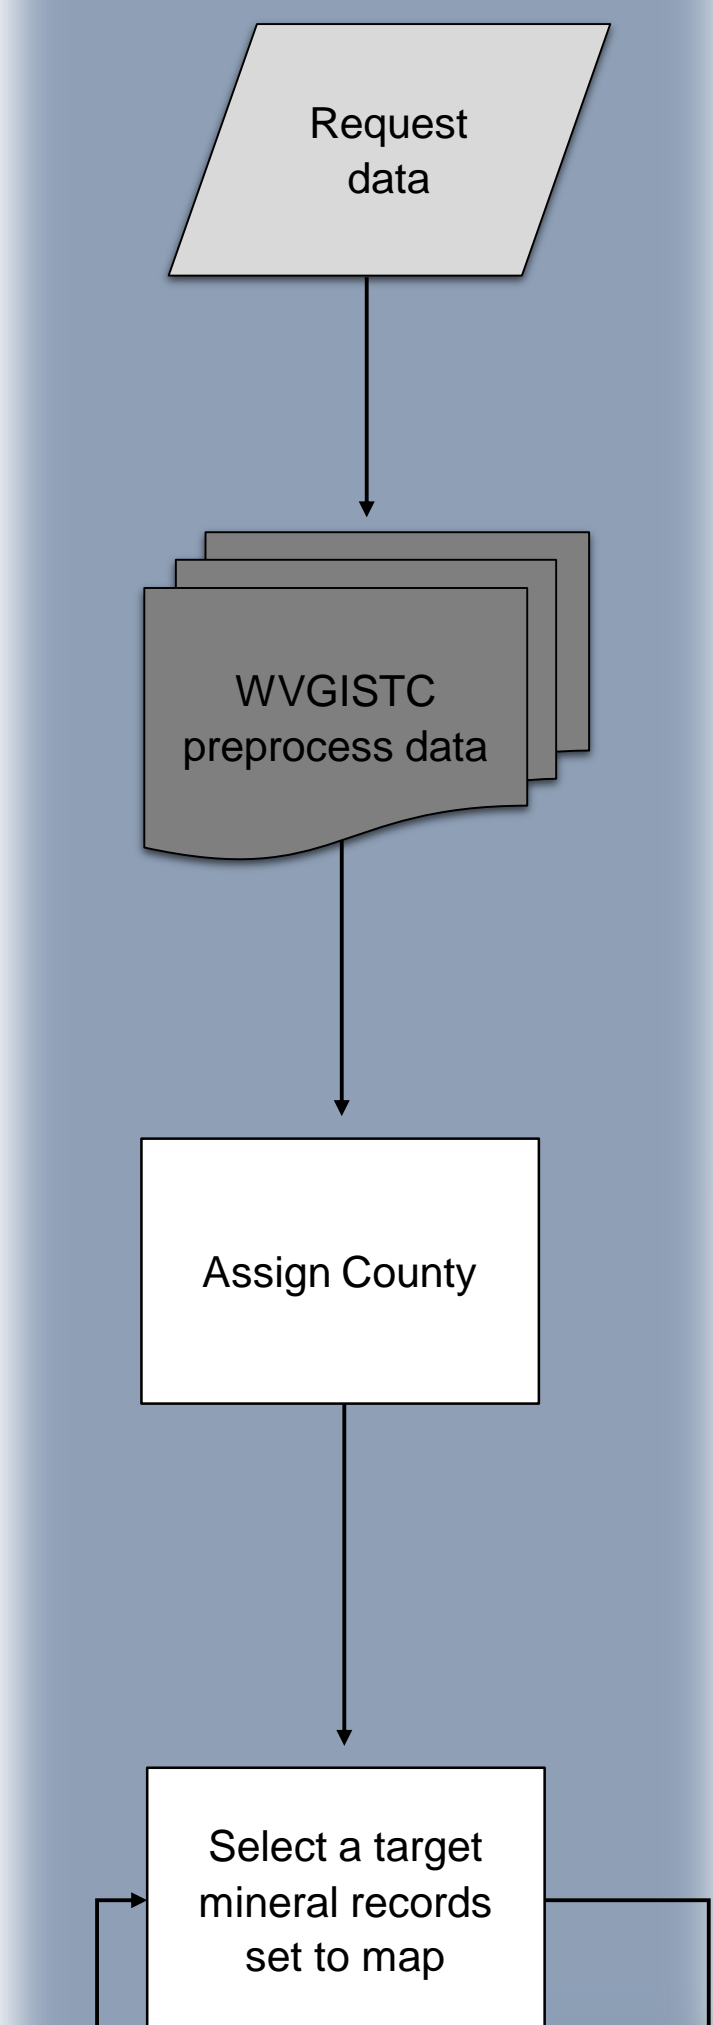 Request
data
WVGISTC
preprocess data
Assign County
Select a target
mineral records
set to map